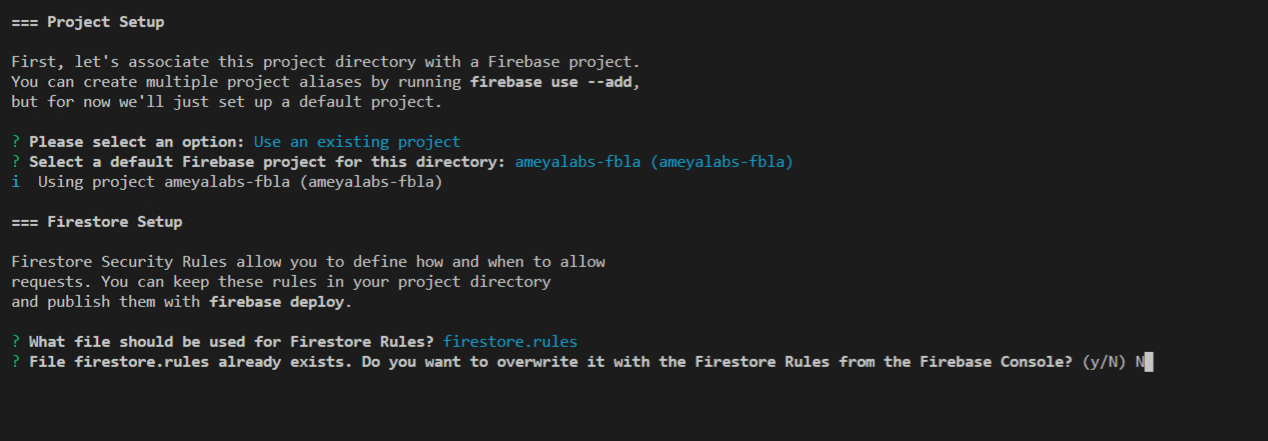 === Project Setup
First, let's associate this project directory with a Firebase project.
You can create multiple project aliases by running firebase use --add,
but for now we'll just set up a default project.
? Please select an option: Use an existing project
? Select a default Firebase project for this directory: ameyalabs-fbla (ameyalabs-fbla)
i  Using project ameyalabs-fbla (ameyalabs-fbla)
=== Firestore Setup
Firestore Security Rules allow you to define how and when to allow
requests. You can keep these rules in your project directory
and publish them with firebase deploy.
? What file should be used for Firestore Rules? firestore.rules
? File firestore.rules already exists. Do you want to overwrite it with the Firestore Rules from the Firebase Console? (y/N) N